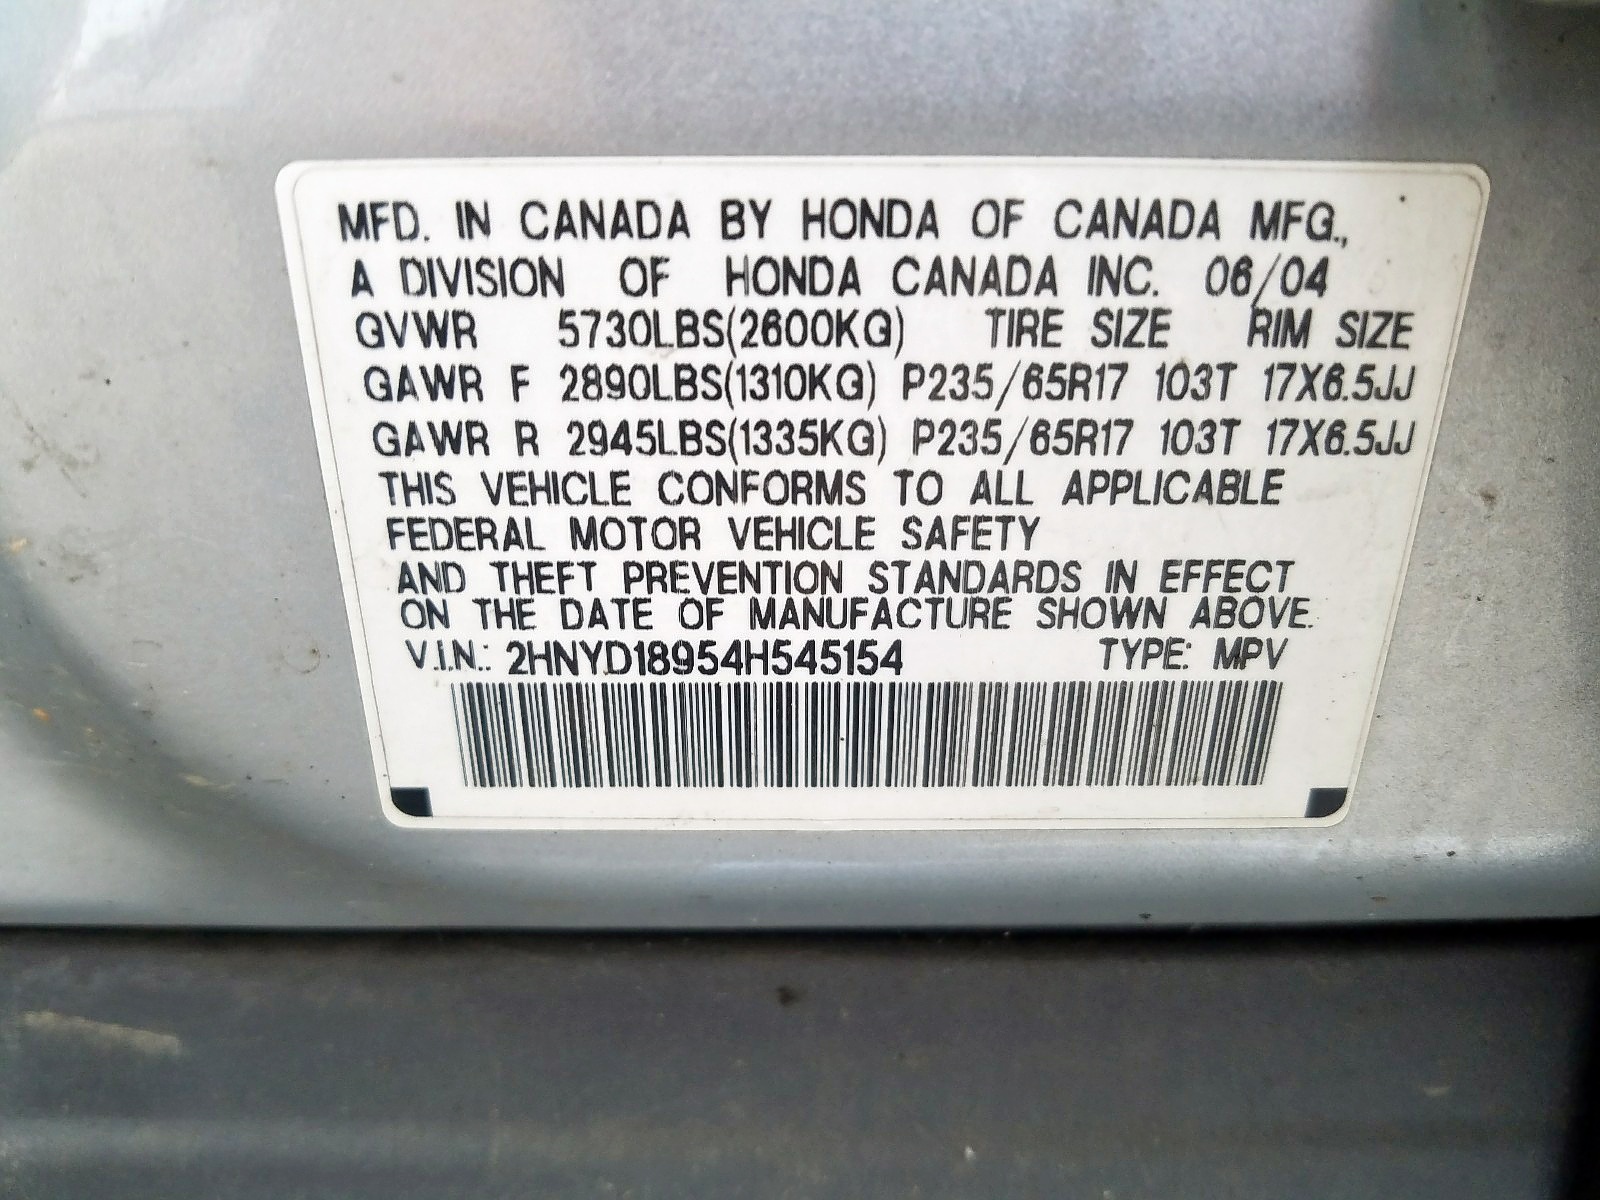 MFD. IN CANADA BY HONDA OF CANADA MFG.,
A DIVISION OF HONDA CANADA INC. 06/04
GVWR 5730LBS(2600KG) TIRE SIZE RIM SIZE
GAWR F 2890LBS(1310KG) P235/65R17 103T 17X6.5JJ
GAWR R 2945LBS(1335KG) P235/65R17 103T 17X6.5JJ
THIS VEHICLE CONFORMS TO ALL APPLICABLE
FEDERAL MOTOR VEHICLE SAFETY
AND THEFT PREVENTION STANDARDS IN EFFECT
ON THE DATE OF MANUFACTURE SHOWN ABOVE.
V.I.N.: 2HNYD18954H545154 TYPE: MPV